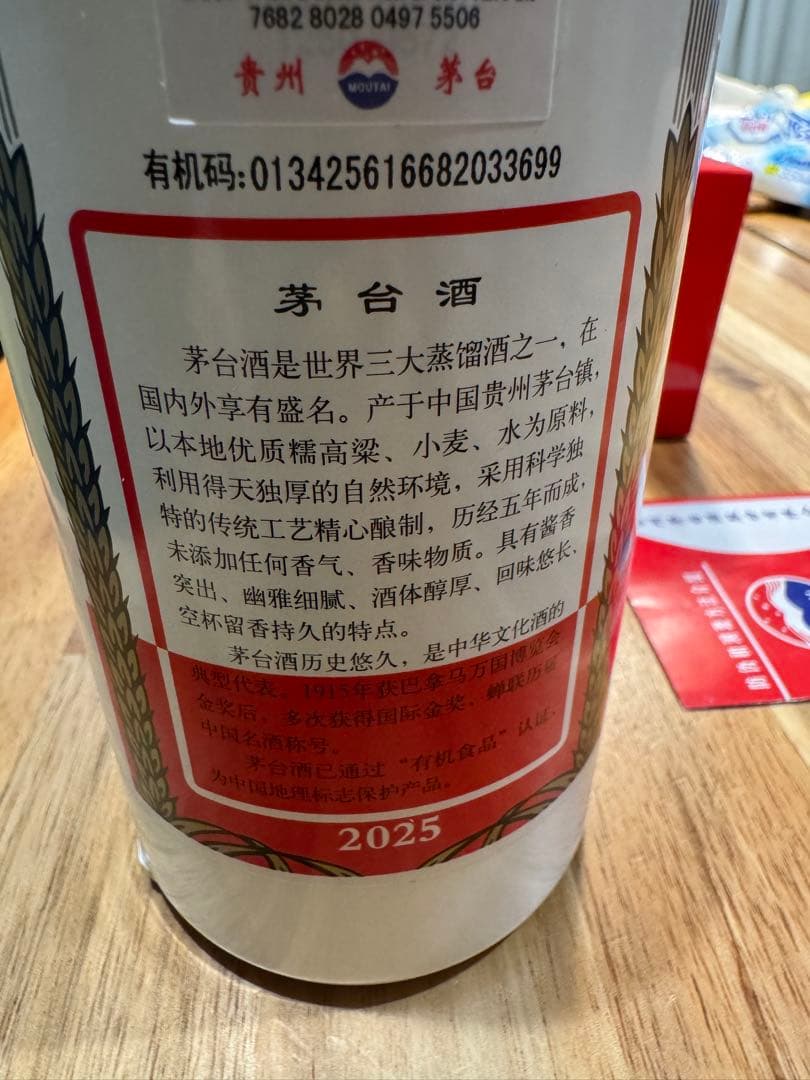 7682 8028 0497 5506
贵州 MOUTAI 茅台
有机码:013425616682033699
茅台酒
茅台酒是世界三大蒸馏酒之一，在
国内外享有盛名。产于中国贵州茅台镇，
以本地优质糯高粱、小麦、水为原料，
利用得天独厚的自然环境，采用科学独
特的传统工艺精心酿制，历经五年而成，
未添加任何香气、香味物质。具有酱香
突出、幽雅细腻、酒体醇厚、回味悠长、
空杯留香持久的特点。
茅台酒历史悠久，是中华文化酒的
典型代表。1915年获巴拿马万国博览会
金奖后，多次获得国际金奖，蝉联历届
中国名酒称号。
茅台酒已通过“有机食品”认证，
为中国地理标志保护产品。
2025